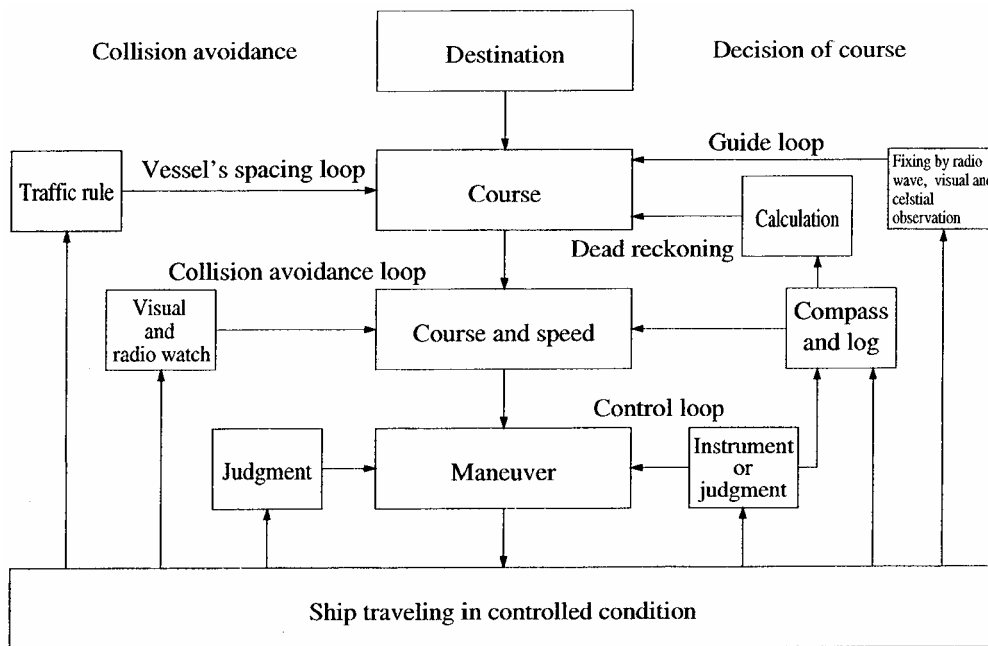 Collision avoidance
Destination
Decision of course
Guide loop
Vessel's spacing loop
Traffic rule
Course
Fixing by radio
wave, visual and
celstial
observation
Calculation
Dead reckoning
Collision avoidance loop
Visual
and
radio watch
Course and speed
Compass
and log
Control loop
Judgment
Maneuver
Instrument
or
judgment
Ship traveling in controlled condition